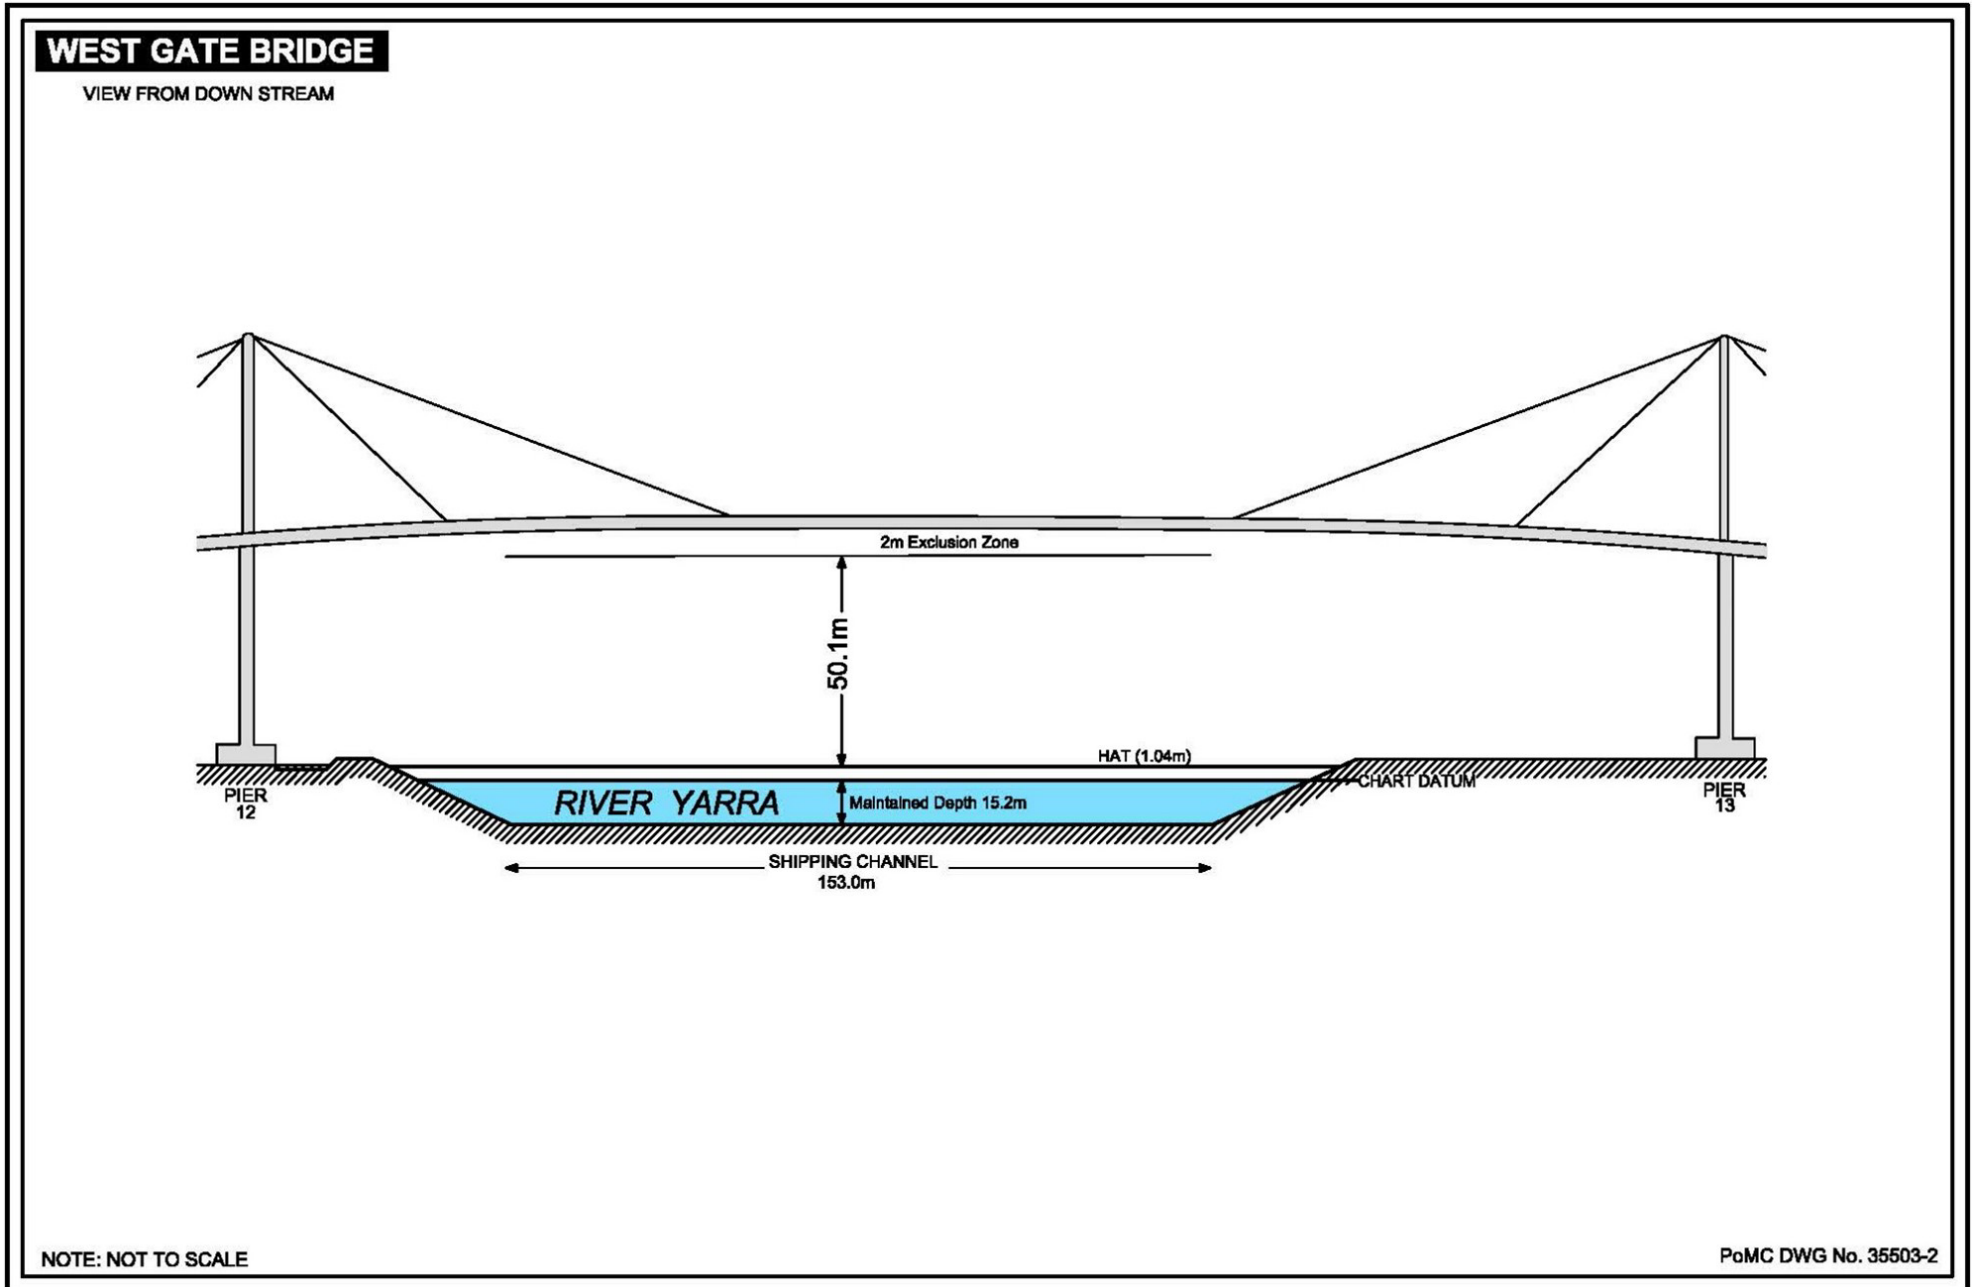 WEST GATE BRIDGE
VIEW FROM DOWN STREAM
2m Exclusion Zone
50.1m
HAT (1.04m)
CHART DATUM
PIER
12
RIVER YARRA
Maintained Depth 15.2m
PIER
13
SHIPPING CHANNEL
153.0m
NOTE: NOT TO SCALE
PoMC DWG No. 35503-2